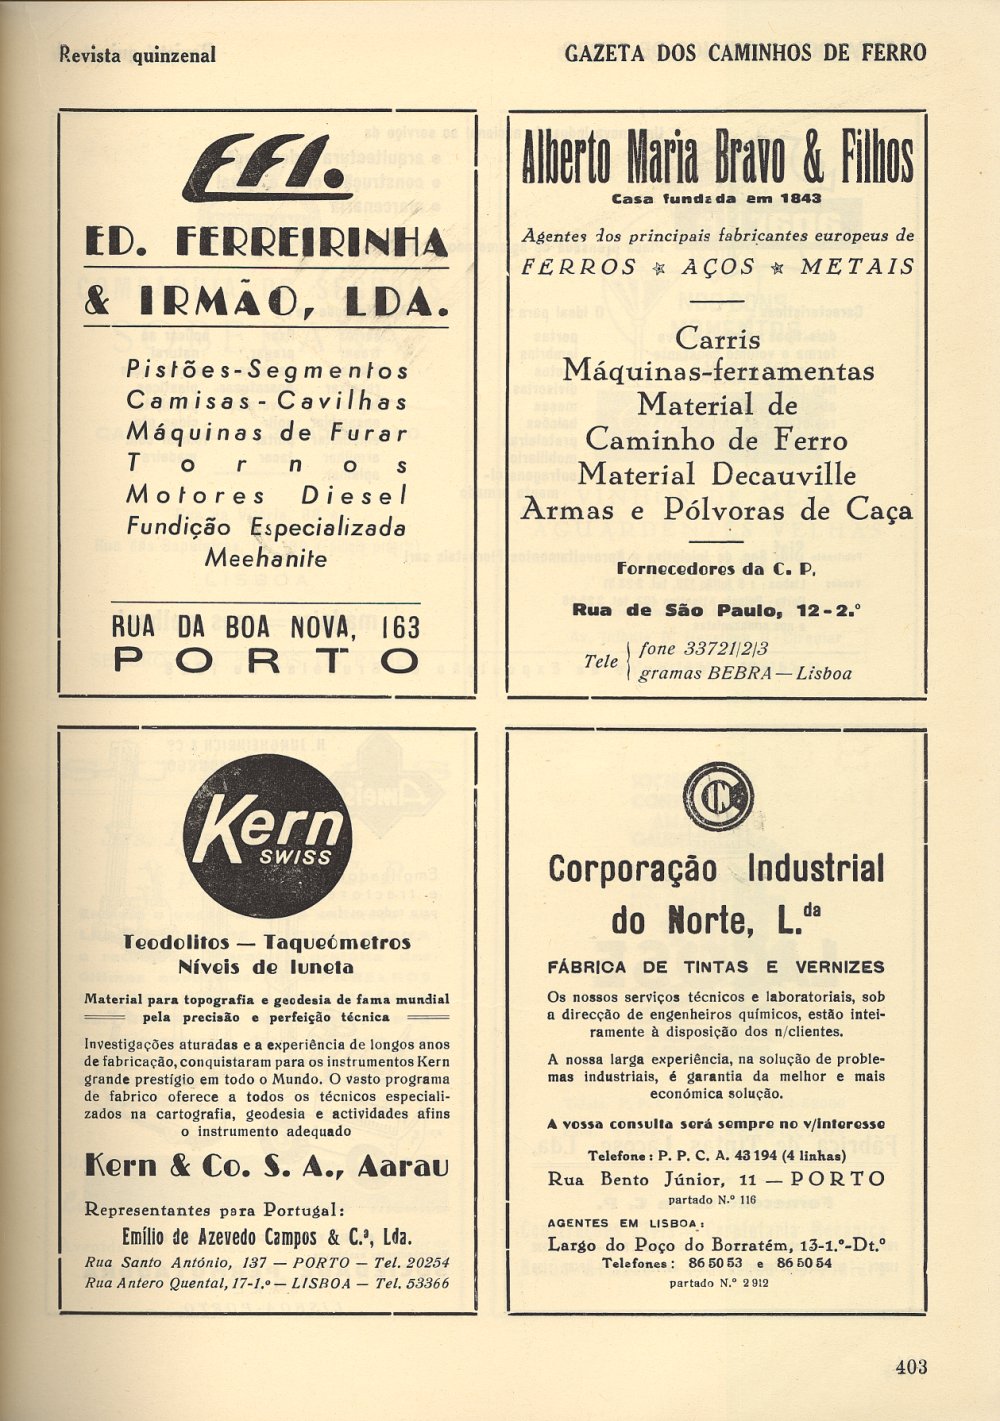 Revista quinzenal
GAZETA DOS CAMINHOS DE FERRO
EFI.
ED. FERREIRINHA
& IRMÃO, LDA.
Pistões-Segmentos
Camisas-Cavilhas
Máquinas de Furar
Tornos
Motores Diesel
Fundição Especializada
Meehanite
RUA DA BOA NOVA, 163
PORTO
Alberto Maria Bravo & Filhos
Casa fundada em 1843
Agentes dos principais fabricantes europeus de
FERROS ★ AÇOS ★ METAIS
Carris
Máquinas-ferramentas
Material de
Caminho de Ferro
Material Decauville
Armas e Pólvoras de Caça
Fornecedores da C. P.
Rua de São Paulo, 12-2.º
Tele { fone 33721/2/3
gramas BEBRA — Lisboa
Kern
SWISS
Teodolitos — Taqueómetros
Níveis de luneta
Material para topografia e geodesia de fama mundial
pela precisão e perfeição técnica
Investigações aturadas e a experiência de longos anos
de fabricação, conquistaram para os instrumentos Kern
grande prestígio em todo o Mundo. O vasto programa
de fabrico oferece a todos os técnicos especiali-
zados na cartografia, geodesia e actividades afins
o instrumento adequado
Kern & Co. S. A., Aarau
Representantes para Portugal:
Emílio de Azevedo Campos & C.ª, Lda.
Rua Santo António, 137 — PORTO — Tel. 20254
Rua Antero Quental, 17-1.º — LISBOA — Tel. 53366
CIN
Corporação Industrial
do Norte, L.da
FÁBRICA DE TINTAS E VERNIZES
Os nossos serviços técnicos e laboratoriais, sob
a direcção de engenheiros químicos, estão intei-
ramente à disposição dos n/clientes.
A nossa larga experiência, na solução de proble-
mas industriais, é garantia da melhor e mais
económica solução.
A vossa consulta será sempre no v/interesse
Telefone: P. P. C. A. 43194 (4 linhas)
Rua Bento Júnior, 11 — PORTO
partado N.º 116
AGENTES EM LISBOA:
Largo do Poço do Borratém, 13-1.º-Dt.º
Telefones: 865053 e 865054
partado N.º 2912
403